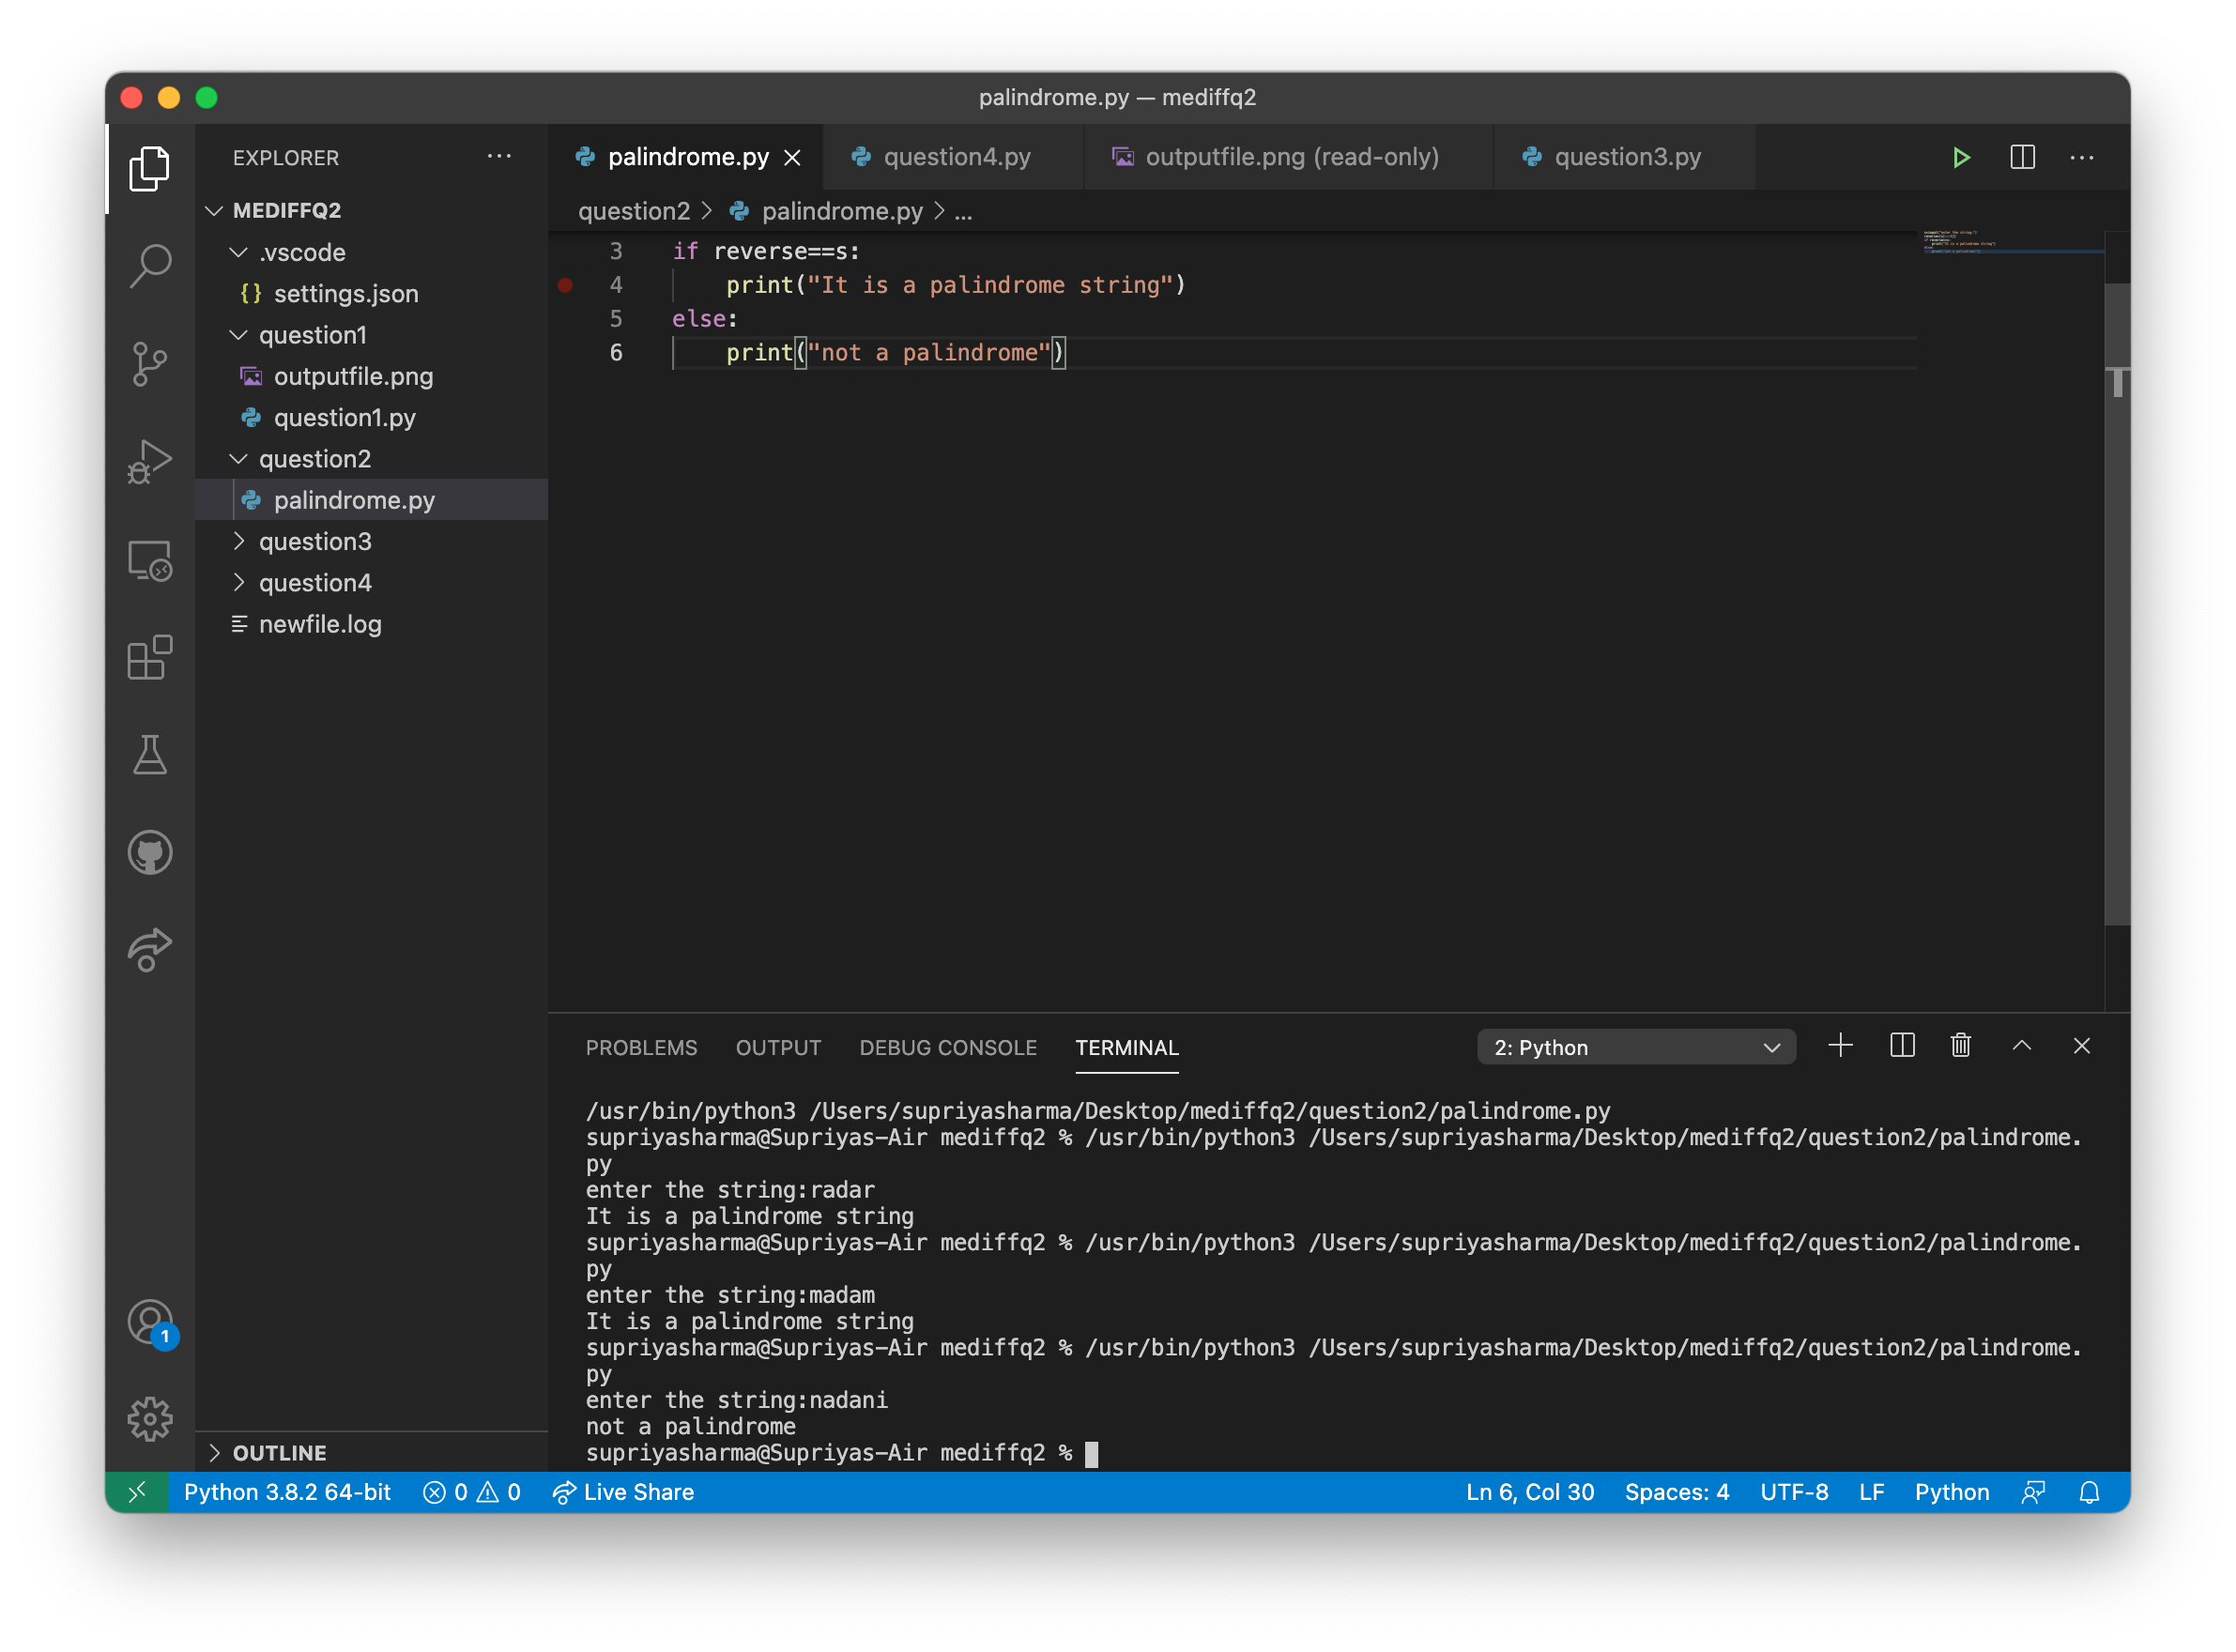 palindrome.py — mediffq2
EXPLORER
MEDIFFQ2
.vscode
{} settings.json
question1
outputfile.png
question1.py
question2
palindrome.py
question3
question4
newfile.log
OUTLINE
palindrome.py
question4.py
outputfile.png (read-only)
question3.py
question2 > palindrome.py > ...
3 if reverse==s:
4 print("It is a palindrome string")
5 else:
6 print("not a palindrome")
PROBLEMS OUTPUT DEBUG CONSOLE TERMINAL
2: Python
/usr/bin/python3 /Users/supriyasharma/Desktop/mediffq2/question2/palindrome.py
supriyasharma@Supriyas-Air mediffq2 % /usr/bin/python3 /Users/supriyasharma/Desktop/mediffq2/question2/palindrome.
py
enter the string:radar
It is a palindrome string
supriyasharma@Supriyas-Air mediffq2 % /usr/bin/python3 /Users/supriyasharma/Desktop/mediffq2/question2/palindrome.
py
enter the string:madam
It is a palindrome string
supriyasharma@Supriyas-Air mediffq2 % /usr/bin/python3 /Users/supriyasharma/Desktop/mediffq2/question2/palindrome.
py
enter the string:nadani
not a palindrome
supriyasharma@Supriyas-Air mediffq2 %
1
Python 3.8.2 64-bit 0 0 Live Share Ln 6, Col 30 Spaces: 4 UTF-8 LF Python